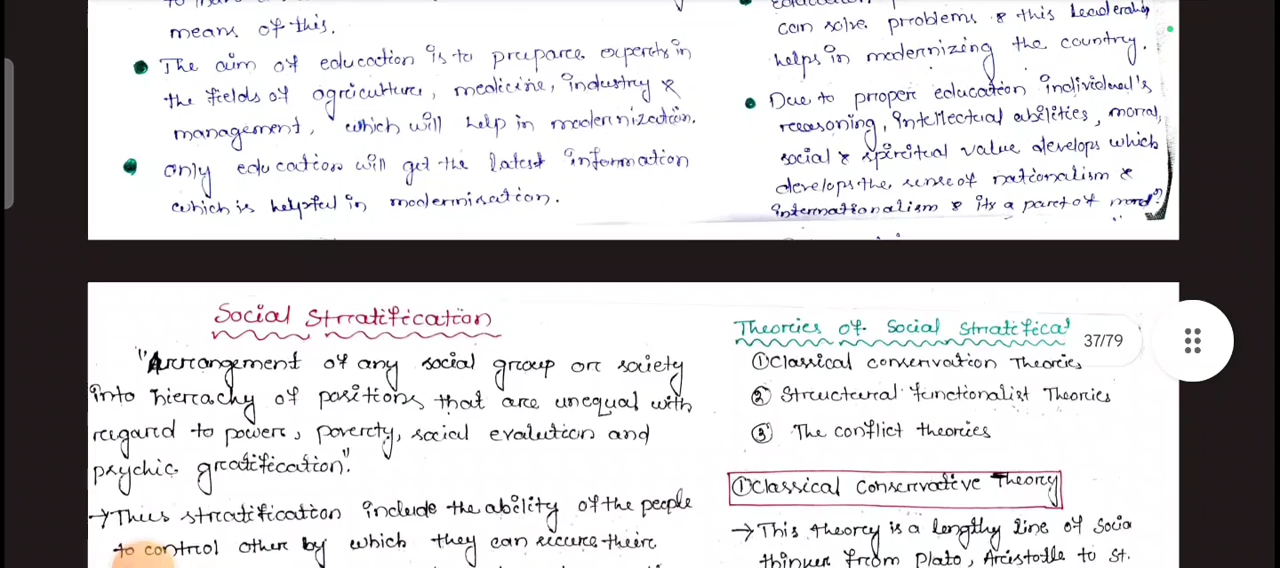 means of this.
The aim of education is to prepare experts in
the fields of agriculture, medicine, industry &
management, which will help in modernization.
only education will get the latest information
which is helpful in modernisation.
can solve problems & this leadership
helps in modernizing the country.
Due to proper education individual's
reasoning, intellectual abilities, moral,
social & spiritual value develops which
develops the sense of nationalism &
internationalism & its a part of
Social Stratification
"Arrangement of any social group or society
into hierachy of positions that are unequal with
regard to power, poverty, social evalution and
psychic gratification".
→ Thus stratification include the ability of the people
to control other by which they can secure their
Theories of Social Stratificat
37/79
① Classical conservation Theories
② Structural functionalist Theories
③ The conflict theories
① Classical Conservative Theory
→ This theory is a lengthy line of Socia
thinker from Plato, Aristotle to St.